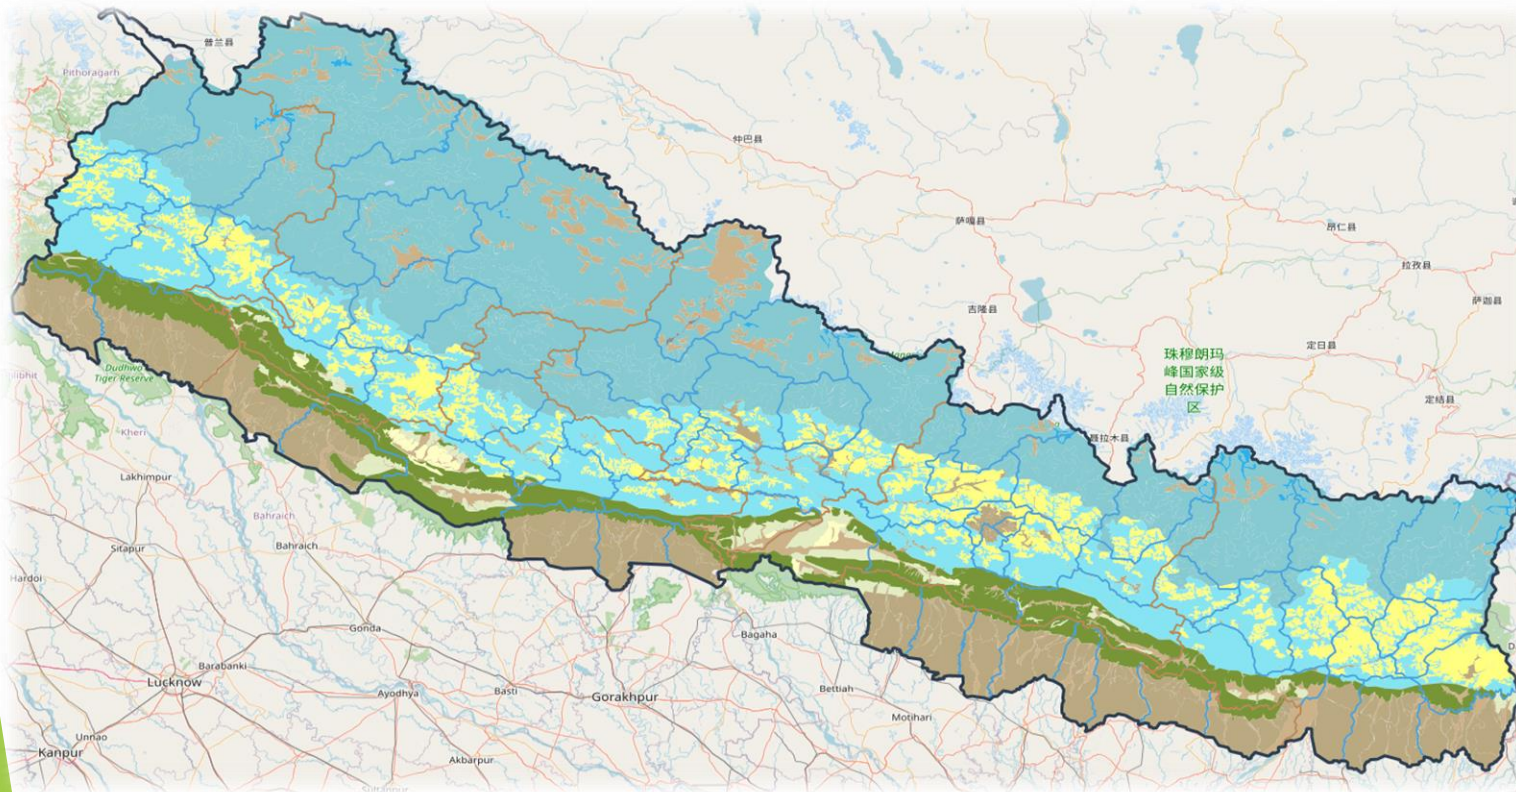 普兰县
Pithoragarh
仲巴县
萨嘎县
昂仁县
拉孜县
萨迦县
吉隆县
定日县
珠穆朗玛
峰国家级
自然保护
区
定结县
聂拉木县
Dudhwa
Tiger Reserve
Kheri
Lakhimpur
Bahraich
Bahraich
Sitapur
Hardoi
Gonda
Bagaha
Barabanki
Lucknow
Ayodhya
Basti
Gorakhpur
Bettiah
Motihari
Unnao
Kanpur
Akbarpur
Sultanpur